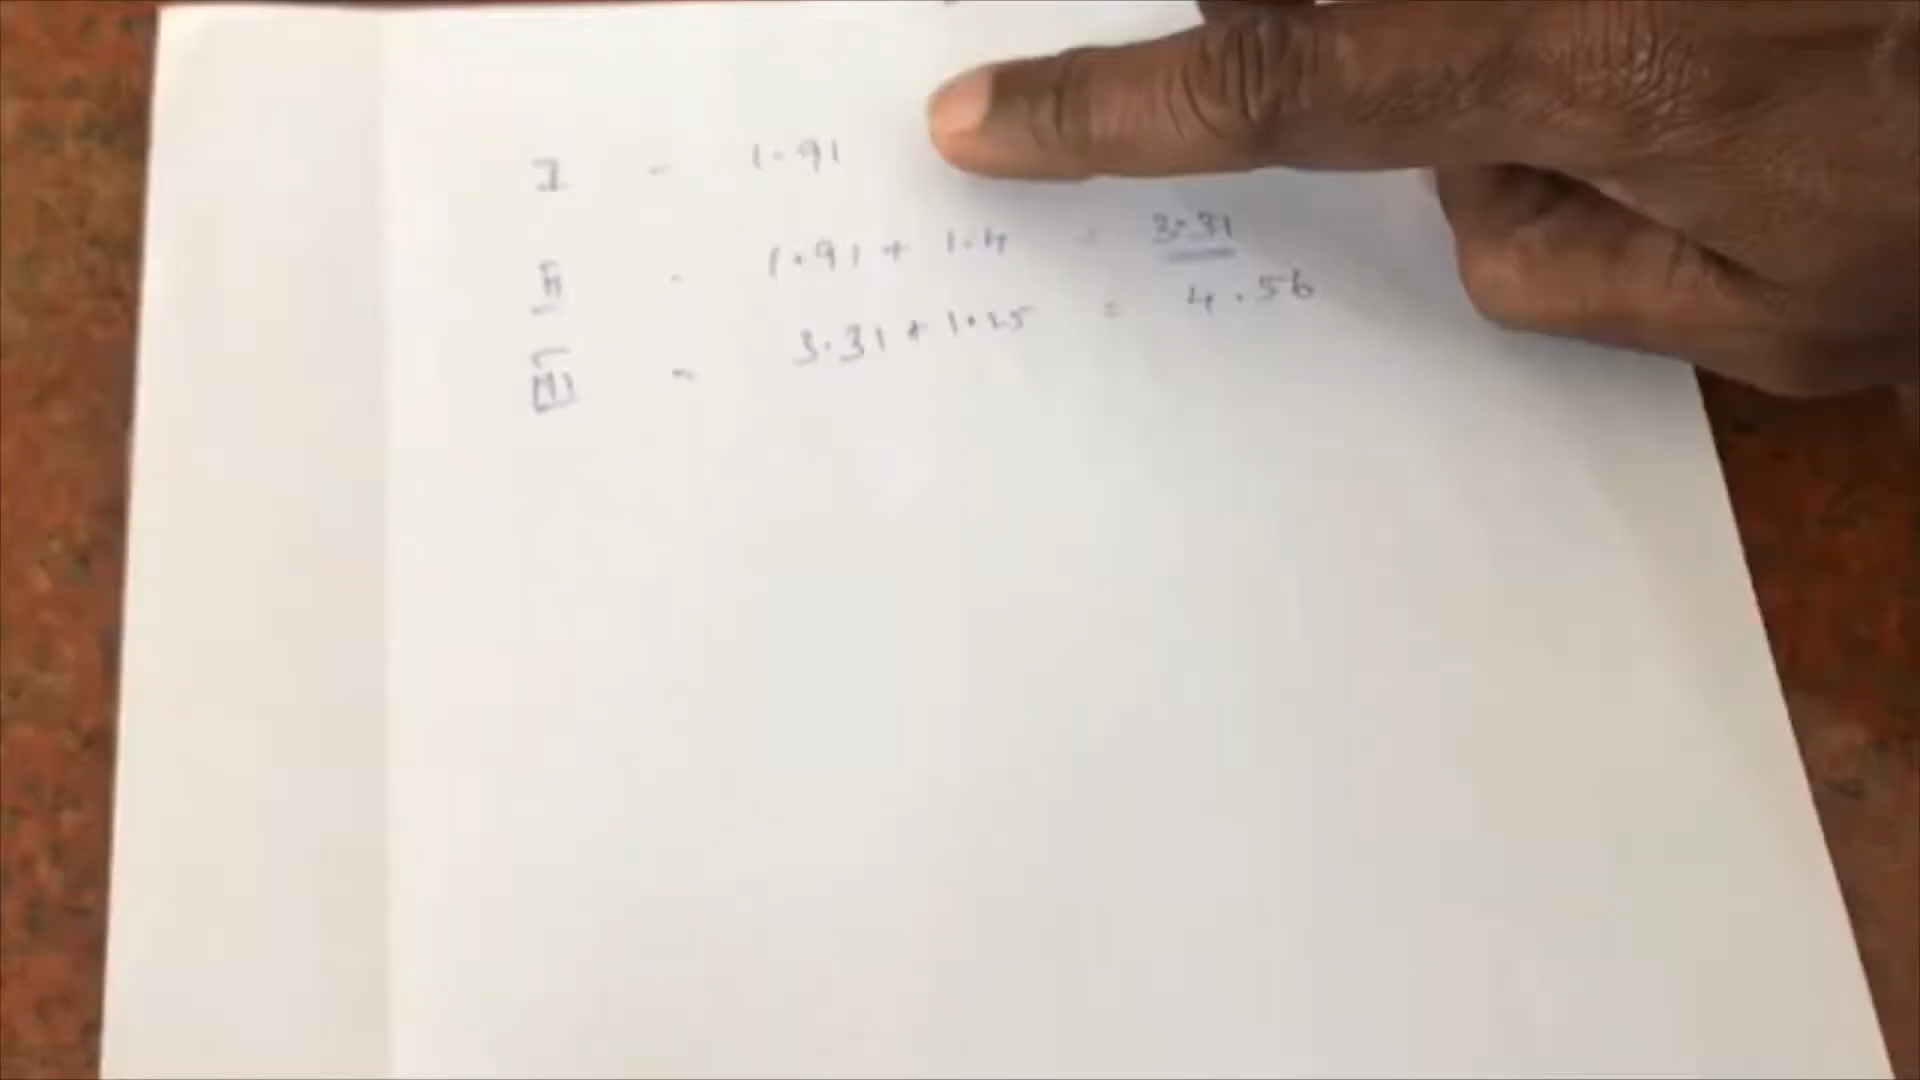 I - 1.91
II - 1.91 + 1.4 = 3.31
III - 3.31 + 1.25 = 4.56